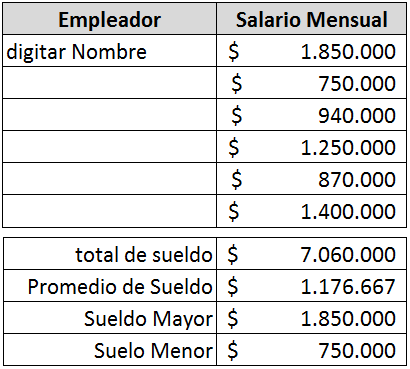 Empleador Salario Mensual
digitar Nombre $ 1.850.000
$ 750.000
$ 940.000
$ 1.250.000
$ 870.000
$ 1.400.000
total de sueldo $ 7.060.000
Promedio de Sueldo $ 1.176.667
Sueldo Mayor $ 1.850.000
Suelo Menor $ 750.000